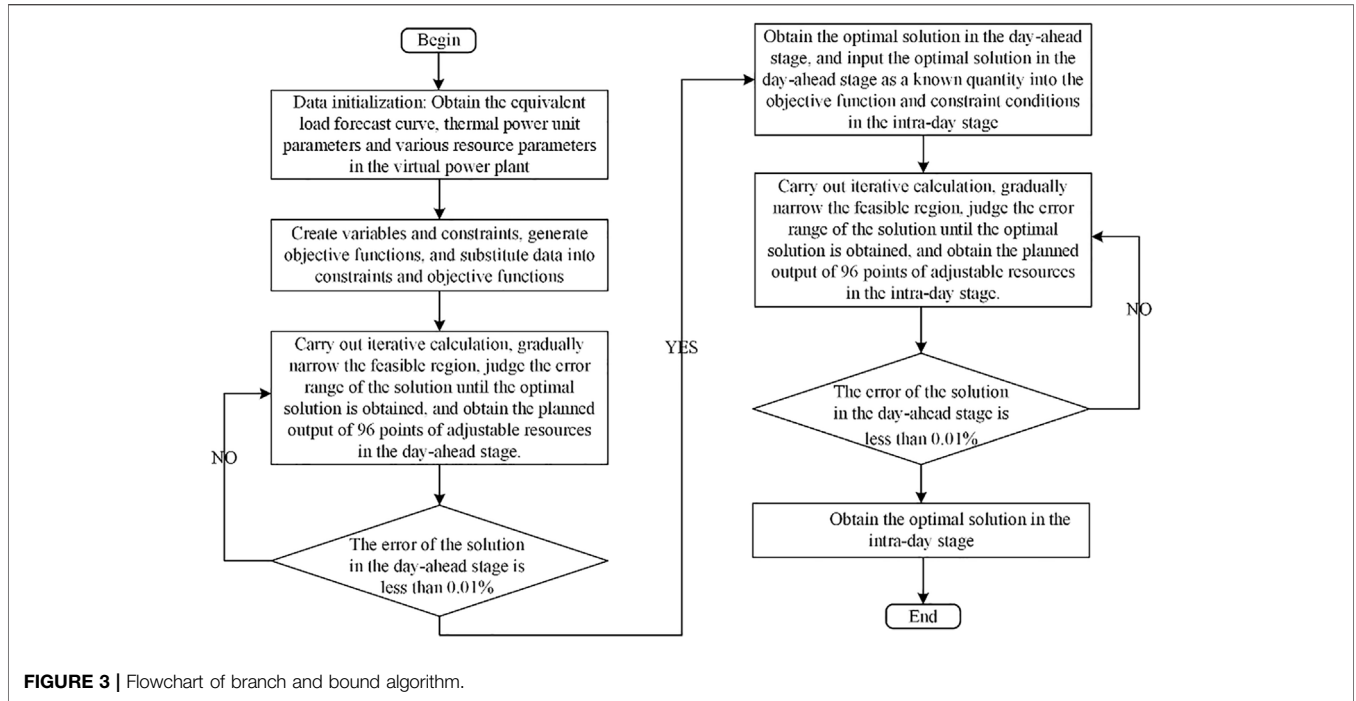 Begin
Data initialization: Obtain the equivalent
load forecast curve, thermal power unit
parameters and various resource parameters
in the virtual power plant
Create variables and constraints, generate
objective functions, and substitute data into
constraints and objective functions
Carry out iterative calculation, gradually
narrow the feasible region, judge the error
range of the solution until the optimal
solution is obtained, and obtain the planned
output of 96 points of adjustable resources
in the day-ahead stage.
NO
The error of the solution
in the day-ahead stage is
less than 0.01%
YES
Obtain the optimal solution in the day-ahead
stage, and input the optimal solution in the
day-ahead stage as a known quantity into the
objective function and constraint conditions
in the intra-day stage
Carry out iterative calculation, gradually
narrow the feasible region, judge the error
range of the solution until the optimal
solution is obtained, and obtain the planned
output of 96 points of adjustable resources
in the intra-day stage.
NO
The error of the solution
in the day-ahead stage is
less than 0.01%
Obtain the optimal solution in the
intra-day stage
End
FIGURE 3 | Flowchart of branch and bound algorithm.